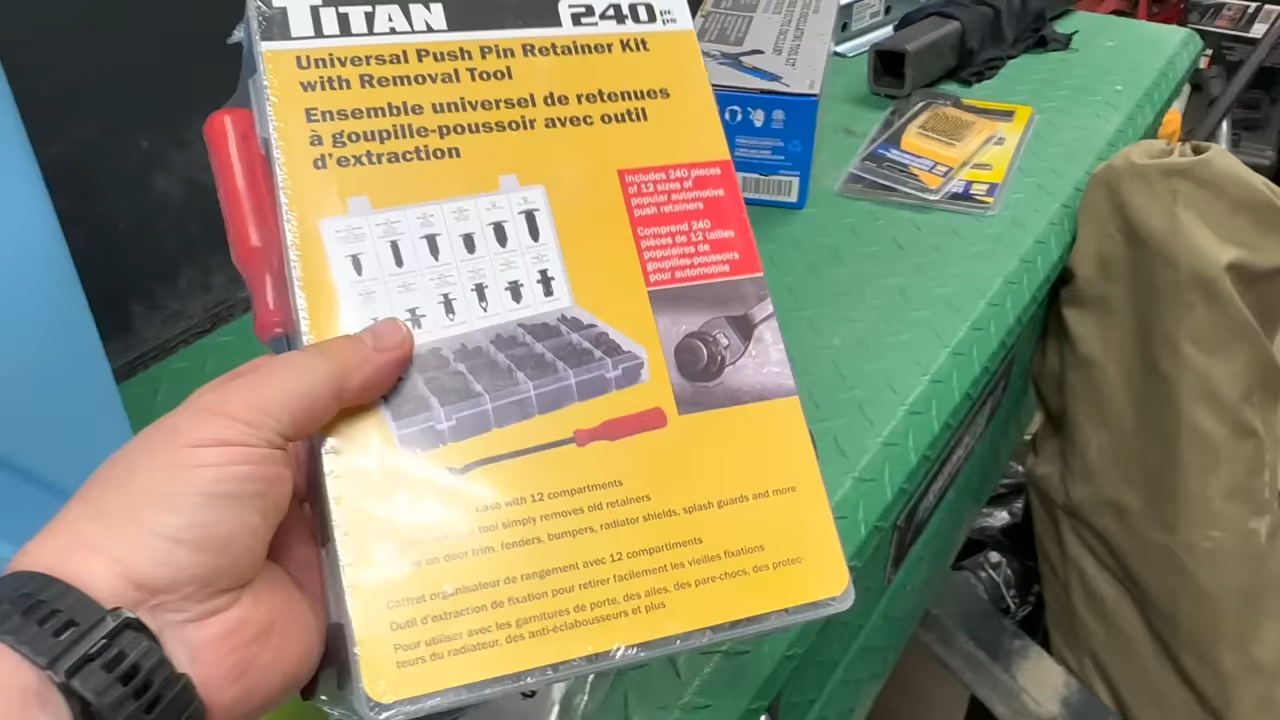 TITAN
240 pc
ps
Universal Push Pin Retainer Kit
with Removal Tool
Ensemble universel de retenues
à goupille-poussoir avec outil
d'extraction
Includes 240 pieces
of 12 sizes of
popular automotive
push retainers
Comprend 240
pièces de 12 tailles
populaires de
goupilles-poussoirs
pour automobile
with 12 compartments
tool simply removes old retainers
on door trim, fenders, bumpers, radiator shields, splash guards and more
Coffret organisateur de rangement avec 12 compartiments
Outil d'extraction de fixation pour retirer facilement les vieilles fixations
Pour utiliser avec les garnitures de porte, des ailes, des pare-chocs, des protec-
teurs du radiateur, des anti-éclabousseurs et plus